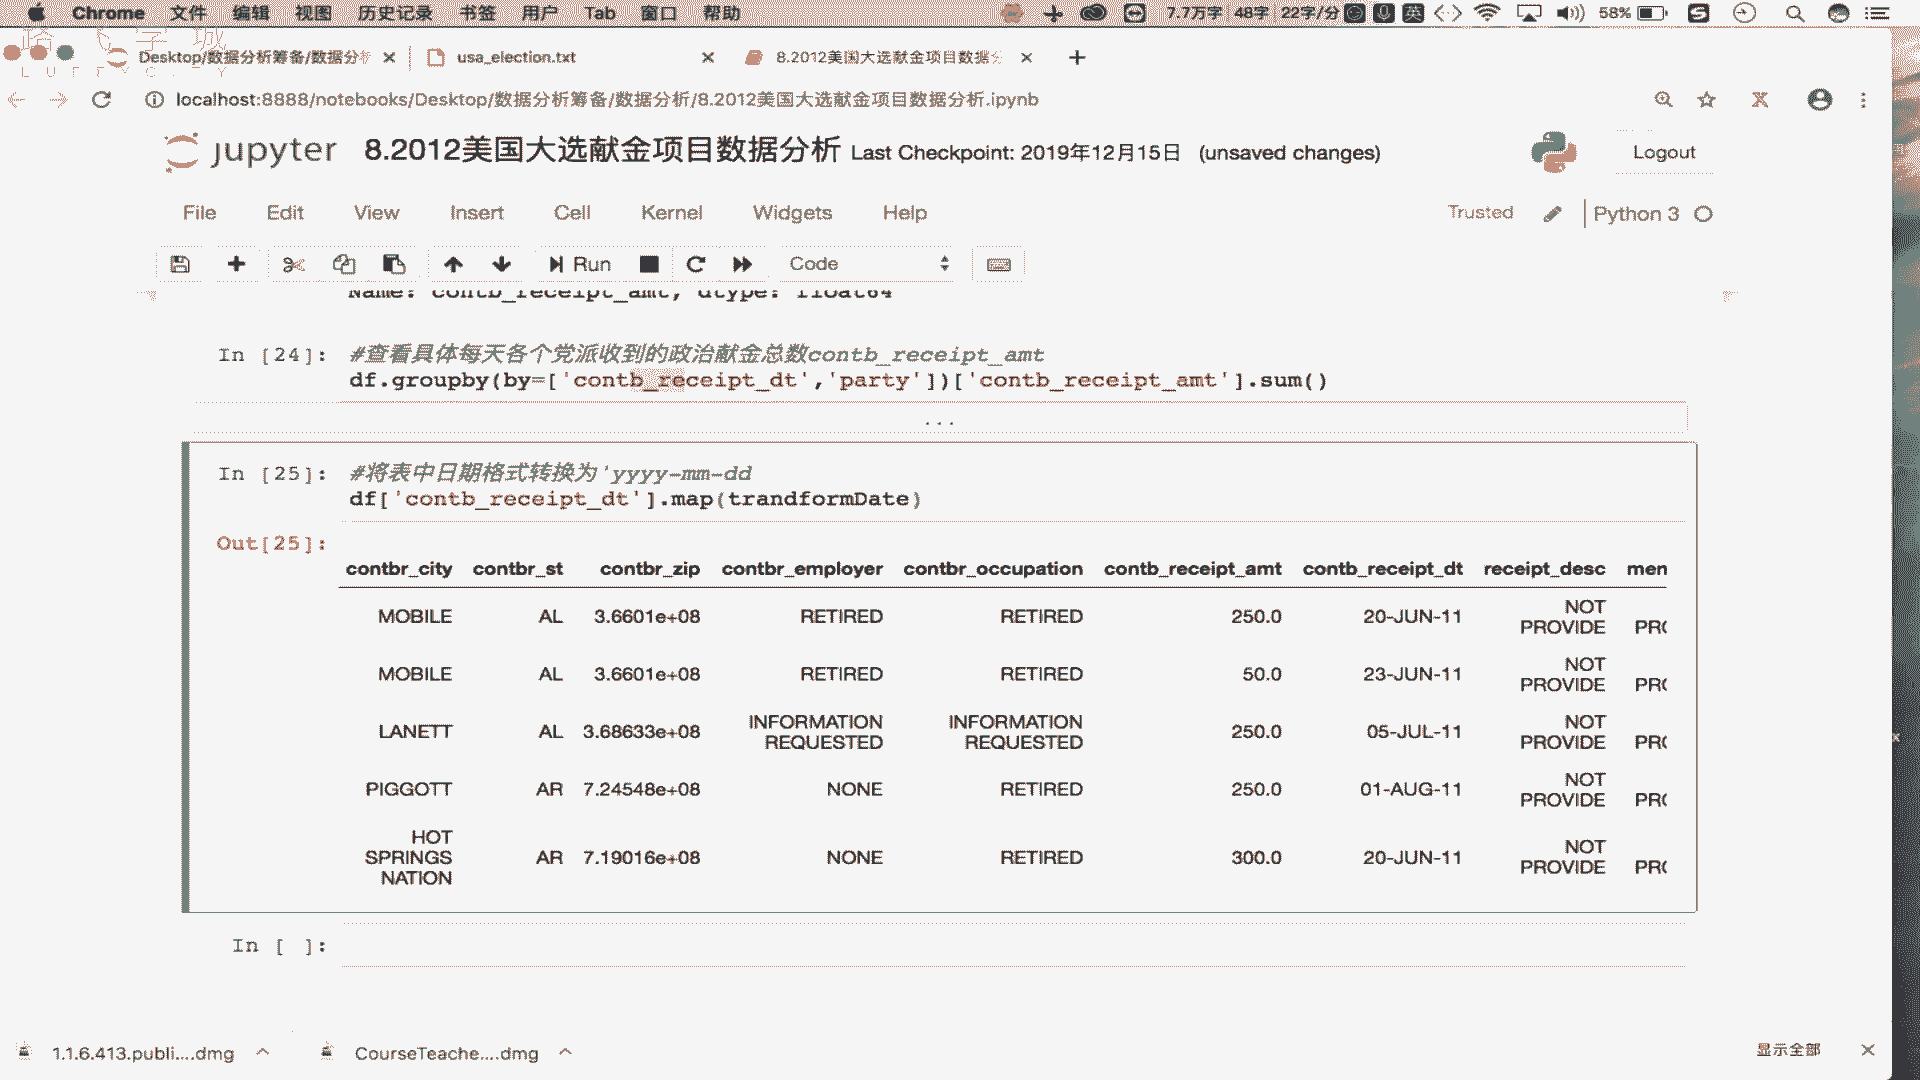 Chrome 文件 编辑 视图 历史记录 书签 用户 Tab 窗口 帮助 7.7万字 48字 22字/分 英 58%
Desktop/数据分析筹备/数据分析 usa_election.txt 8.2012美国大选献金项目数据分
localhost:8888/notebooks/Desktop/数据分析筹备/数据分析/8.2012美国大选献金项目数据分析.ipynb
jupyter 8.2012美国大选献金项目数据分析 Last Checkpoint: 2019年12月15日 (unsaved changes) Logout
File Edit View Insert Cell Kernel Widgets Help Trusted Python 3
Run Code
Name: contb_receipt_amt, dtype: float64
In [24]: #查看具体每天各个党派收到的政治献金总数contb_receipt_amt
df.groupby(by=['contb_receipt_dt','party'])['contb_receipt_amt'].sum()
...
In [25]: #将表中日期格式转换为'yyyy-mm-dd
df['contb_receipt_dt'].map(trandformDate)
Out[25]:
contbr_city contbr_st contbr_zip contbr_employer contbr_occupation contb_receipt_amt contb_receipt_dt receipt_desc men
MOBILE AL 3.6601e+08 RETIRED RETIRED 250.0 20-JUN-11 NOT PROVIDE PRO
MOBILE AL 3.6601e+08 RETIRED RETIRED 50.0 23-JUN-11 NOT PROVIDE PRO
LANETT AL 3.68633e+08 INFORMATION REQUESTED INFORMATION REQUESTED 250.0 05-JUL-11 NOT PROVIDE PRO
PIGGOTT AR 7.24548e+08 NONE RETIRED 250.0 01-AUG-11 NOT PROVIDE PRO
HOT SPRINGS NATION AR 7.19016e+08 NONE RETIRED 300.0 20-JUN-11 NOT PROVIDE PRO
In [ ]:
1.1.6.413.publi....dmg CourseTeache....dmg 显示全部